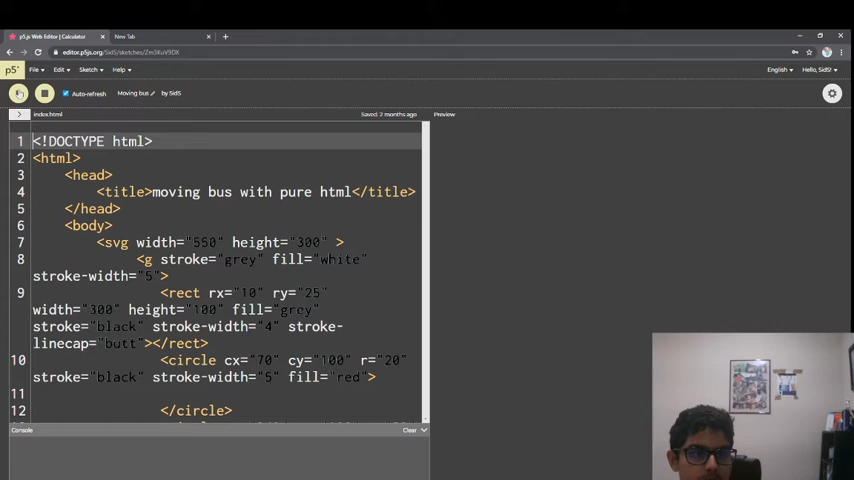 p5.js Web Editor | Calculator
New Tab
editor.p5js.org/SidS/sketches/Zm3KuV9DX
p5* File Edit Sketch Help English Hello, SidS!
Auto-refresh Moving bus by SidS
index.html Saved: 2 months ago Preview
1 <!DOCTYPE html>
2 <html>
3 <head>
4 <title>moving bus with pure html</title>
5 </head>
6 <body>
7 <svg width="550" height="300" >
8 <g stroke="grey" fill="white"
stroke-width="5">
9 <rect rx="10" ry="25"
width="300" height="100" fill="grey"
stroke="black" stroke-width="4" stroke-
linecap="butt"></rect>
10 <circle cx="70" cy="100" r="20"
stroke="black" stroke-width="5" fill="red">
11
12 </circle>
Console Clear